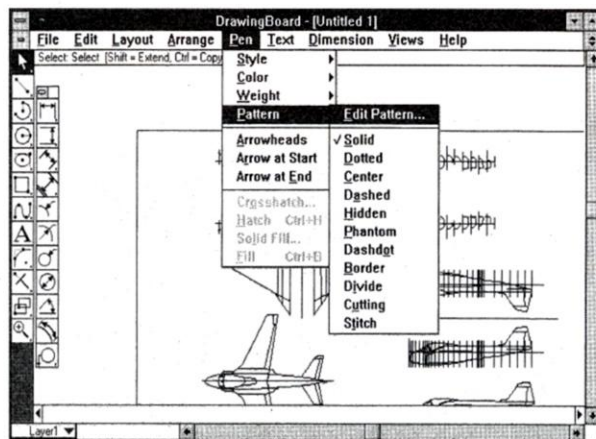 DrawingBoard - [Untitled 1]
File Edit Layout Arrange Pen Text Dimension Views Help
Select: Select [Shift = Extend, Ctrl = Copy
Style
Color
Weight
Pattern
Arrowheads
Arrow at Start
Arrow at End
Crosshatch...
Hatch Ctrl+H
Solid Fill...
Fill Ctrl+B
Edit Pattern...
✓ Solid
Dotted
Center
Dashed
Hidden
Phantom
Dashdot
Border
Divide
Cutting
Stitch
A
Layer1